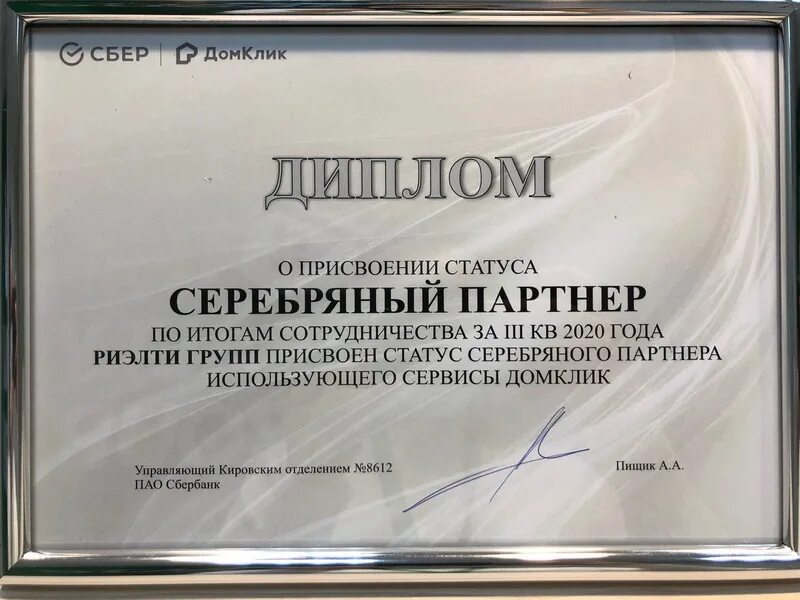 СБЕР | ДомКлик
ДИПЛОМ
О ПРИСВОЕНИИ СТАТУСА
СЕРЕБРЯНЫЙ ПАРТНЕР
ПО ИТОГАМ СОТРУДНИЧЕСТВА ЗА III КВ 2020 ГОДА
РИЭЛТИ ГРУПП ПРИСВОЕН СТАТУС СЕРЕБРЯНОГО ПАРТНЕРА
ИСПОЛЬЗУЮЩЕГО СЕРВИСЫ ДОМКЛИК
Управляющий Кировским отделением №8612
ПАО Сбербанк
Пищик А.А.